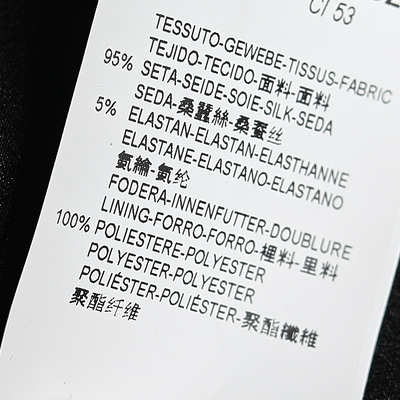 CI 53
TESSUTO-GEWEBE-TISSUS-FABRIC
TEJIDO-TECIDO-面料-面料
95% SETA-SEIDE-SOIE-SILK-SEDA
SEDA-桑蠶絲-桑蚕丝
5% ELASTAN-ELASTAN-ELASTHANNE
ELASTANE-ELASTANO-ELASTANO
氨綸-氨纶
FODERA-INNENFUTTER-DOUBLURE
LINING-FORRO-FORRO-裡料-里料
100% POLIESTERE-POLYESTER
POLYESTER-POLYESTER
POLIÉSTER-POLIÉSTER-聚酯纖維
聚酯纤维